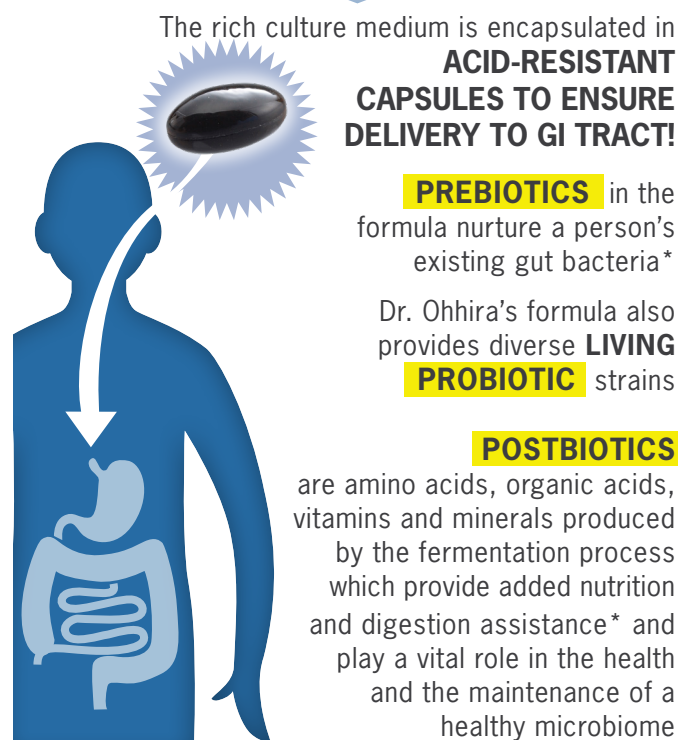 The rich culture medium is encapsulated in
ACID-RESISTANT
CAPSULES TO ENSURE
DELIVERY TO GI TRACT!
PREBIOTICS in the
formula nurture a person’s
existing gut bacteria*
Dr. Ohhira’s formula also
provides diverse LIVING
PROBIOTIC strains
POSTBIOTICS
are amino acids, organic acids,
vitamins and minerals produced
by the fermentation process
which provide added nutrition
and digestion assistance* and
play a vital role in the health
and the maintenance of a
healthy microbiome